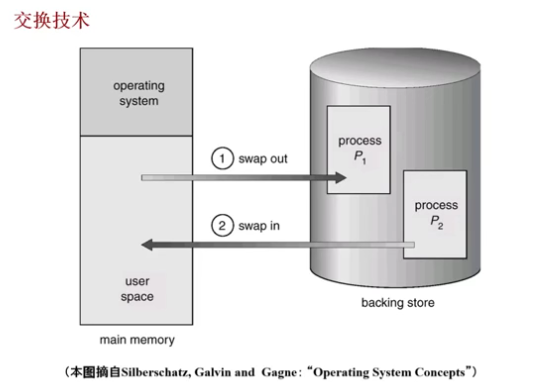 交换技术
operating
system
1 swap out
process
P1
2 swap in
process
P2
user
space
backing store
main memory
(本图摘自Silberschatz, Galvin and Gagne: “Operating System Concepts”)